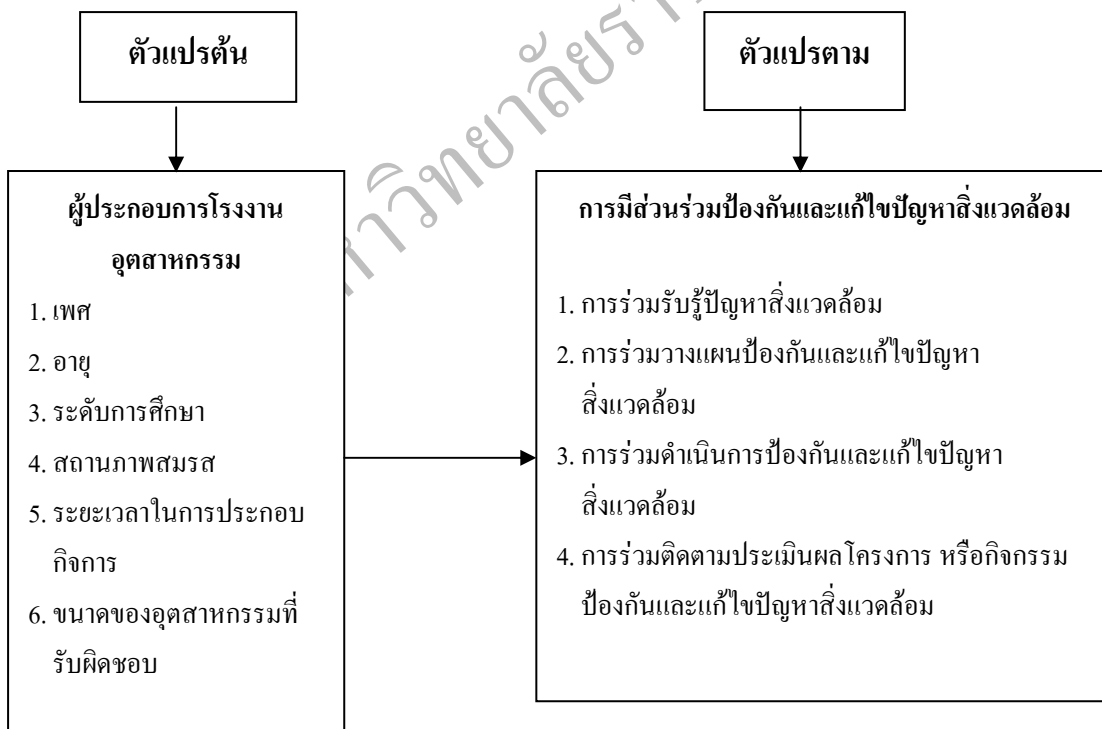 ตัวแปรต้น
ตัวแปรตาม
ผู้ประกอบการโรงงาน
อุตสาหกรรม
1. เพศ
2. อายุ
3. ระดับการศึกษา
4. สถานภาพสมรส
5. ระยะเวลาในการประกอบ
กิจการ
6. ขนาดของอุตสาหกรรมที่
รับผิดชอบ
การมีส่วนร่วมป้องกันและแก้ไขปัญหาสิ่งแวดล้อม
1. การร่วมรับรู้ปัญหาสิ่งแวดล้อม
2. การร่วมวางแผนป้องกันและแก้ไขปัญหา
สิ่งแวดล้อม
3. การร่วมดำเนินการป้องกันและแก้ไขปัญหา
สิ่งแวดล้อม
4. การร่วมติดตามประเมินผลโครงการ หรือกิจกรรม
ป้องกันและแก้ไขปัญหาสิ่งแวดล้อม